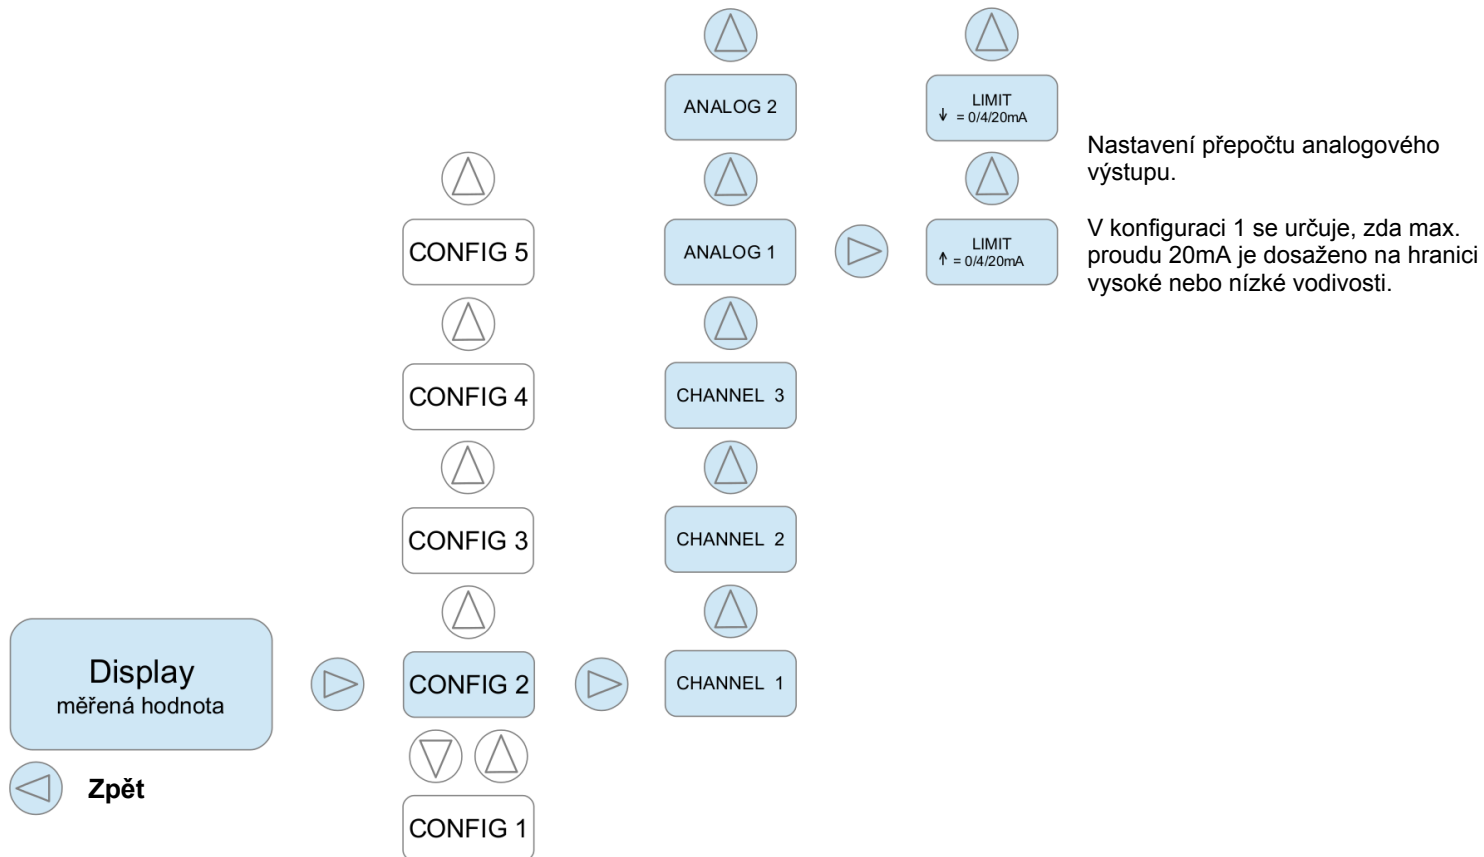 ANALOG 2
LIMIT
↓ = 0/4/20mA
Nastavení přepočtu analogového
výstupu.
CONFIG 5
ANALOG 1
LIMIT
↑ = 0/4/20mA
V konfiguraci 1 se určuje, zda max.
proudu 20mA je dosaženo na hranici
vysoké nebo nízké vodivosti.
CONFIG 4
CHANNEL 3
CONFIG 3
CHANNEL 2
Display
měřená hodnota
CONFIG 2
CHANNEL 1
Zpět
CONFIG 1